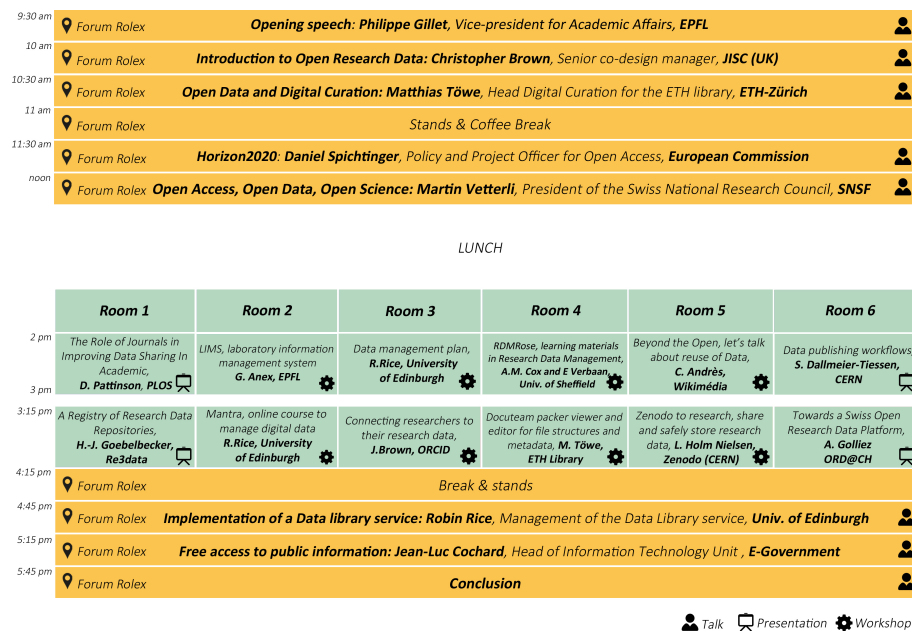 9:30 am
Forum Rolex Opening speech: Philippe Gillet, Vice-president for Academic Affairs, EPFL
10 am
Forum Rolex Introduction to Open Research Data: Christopher Brown, Senior co-design manager, JISC (UK)
10:30 am
Forum Rolex Open Data and Digital Curation: Matthias Töwe, Head Digital Curation for the ETH library, ETH-Zürich
11 am
Forum Rolex Stands & Coffee Break
11:30 am
Forum Rolex Horizon2020: Daniel Spichtinger, Policy and Project Officer for Open Access, European Commission
noon
Forum Rolex Open Access, Open Data, Open Science: Martin Vetterli, President of the Swiss National Research Council, SNSF
LUNCH
Room 1 Room 2 Room 3 Room 4 Room 5 Room 6
2 pm
The Role of Journals in
Improving Data Sharing In
Academic,
D. Pattinson, PLOS
LIMS, laboratory information
management system
G. Anex, EPFL
Data management plan,
R.Rice, University
of Edinburgh
RDMRose, learning materials
in Research Data Management,
A.M. Cox and E Verbaan,
Univ. of Sheffield
Beyond the Open, let's talk
about reuse of Data,
C. Andrès,
Wikimédia
Data publishing workflows,
S. Dallmeier-Tiessen,
CERN
3 pm
3:15 pm
A Registry of Research Data
Repositories,
H.-J. Goebelbecker,
Re3data
Mantra, online course to
manage digital data
R.Rice, University
of Edinburgh
Connecting researchers to
their research data,
J.Brown, ORCID
Docuteam packer viewer and
editor for file structures and
metadata, M. Töwe,
ETH Library
Zenodo to research, share
and safely store research
data, L. Holm Nielsen,
Zenodo (CERN)
Towards a Swiss Open
Research Data Platform,
A. Golliez
ORD@CH
4:15 pm
Forum Rolex Break & stands
4:45 pm
Forum Rolex Implementation of a Data library service: Robin Rice, Management of the Data Library service, Univ. of Edinburgh
5:15 pm
Forum Rolex Free access to public information: Jean-Luc Cochard, Head of Information Technology Unit , E-Government
5:45 pm
Forum Rolex Conclusion
Talk Presentation Workshop